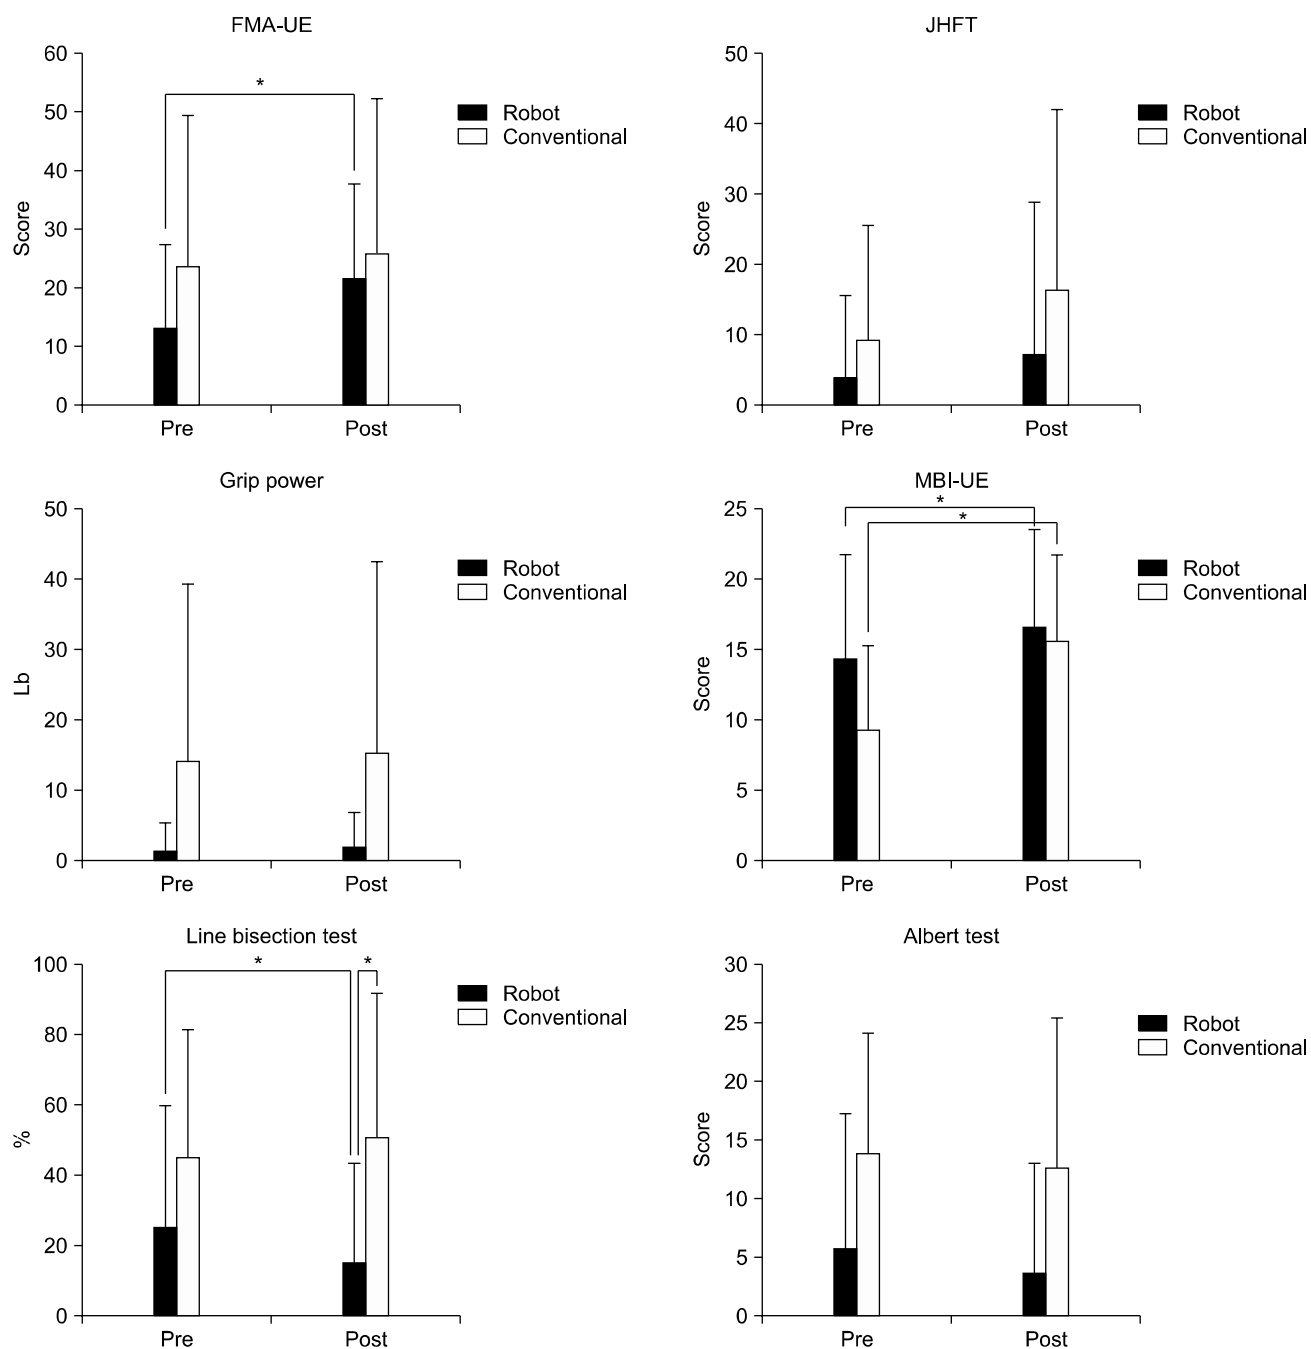 FMA-UE
60
50
40
30
20
10
0
Score
*
Pre
Post
Robot
Conventional
JHFT
50
40
30
20
10
0
Score
Pre
Post
Robot
Conventional
Grip power
50
40
30
20
10
0
Lb
Pre
Post
Robot
Conventional
MBI-UE
25
20
15
10
5
0
Score
*
*
Pre
Post
Robot
Conventional
Line bisection test
100
80
60
40
20
0
%
*
*
Pre
Post
Robot
Conventional
Albert test
30
25
20
15
10
5
0
Score
Pre
Post
Robot
Conventional